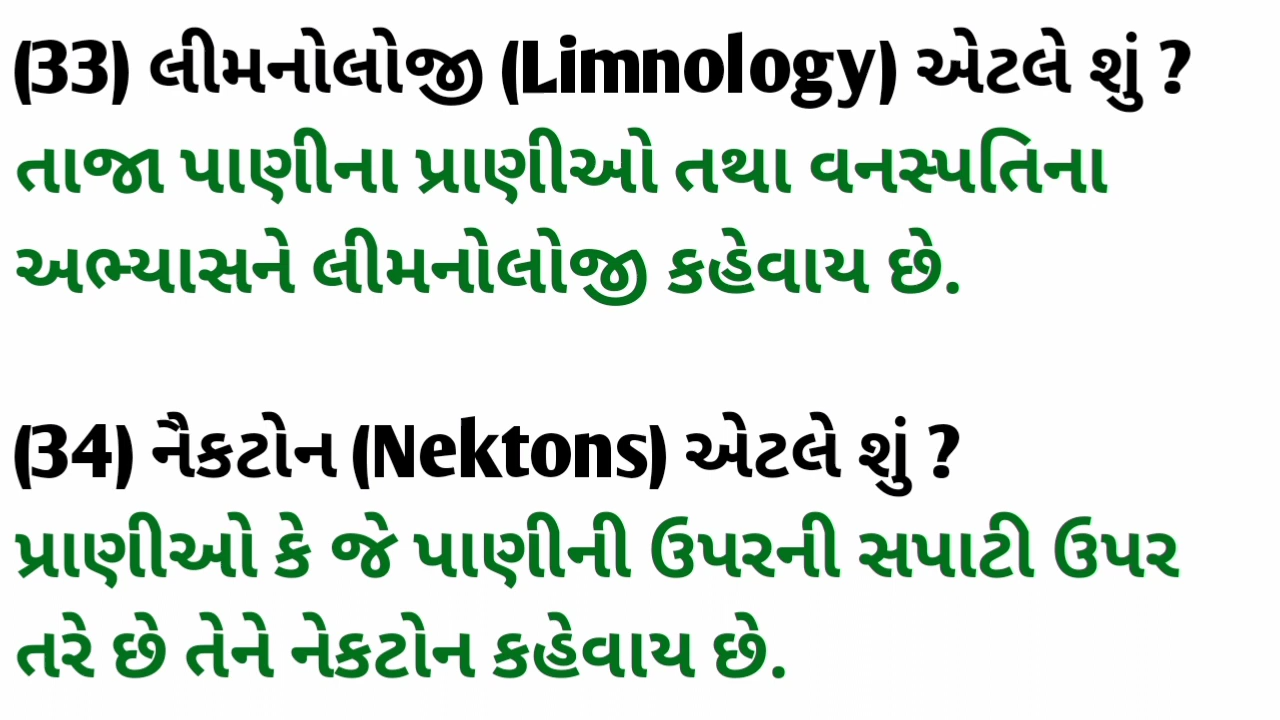 (33) લીમનોલોજી (Limnology) એટલે શું ?
તાજા પાણીના પ્રાણીઓ તથા વનસ્પતિના
અભ્યાસને લીમનોલોજી કહેવાય છે.
(34) નૈકટોન (Nektons) એટલે શું ?
પ્રાણીઓ કે જે પાણીની ઉપરની સપાટી ઉપર
તરે છે તેને નેકટોન કહેવાય છે.